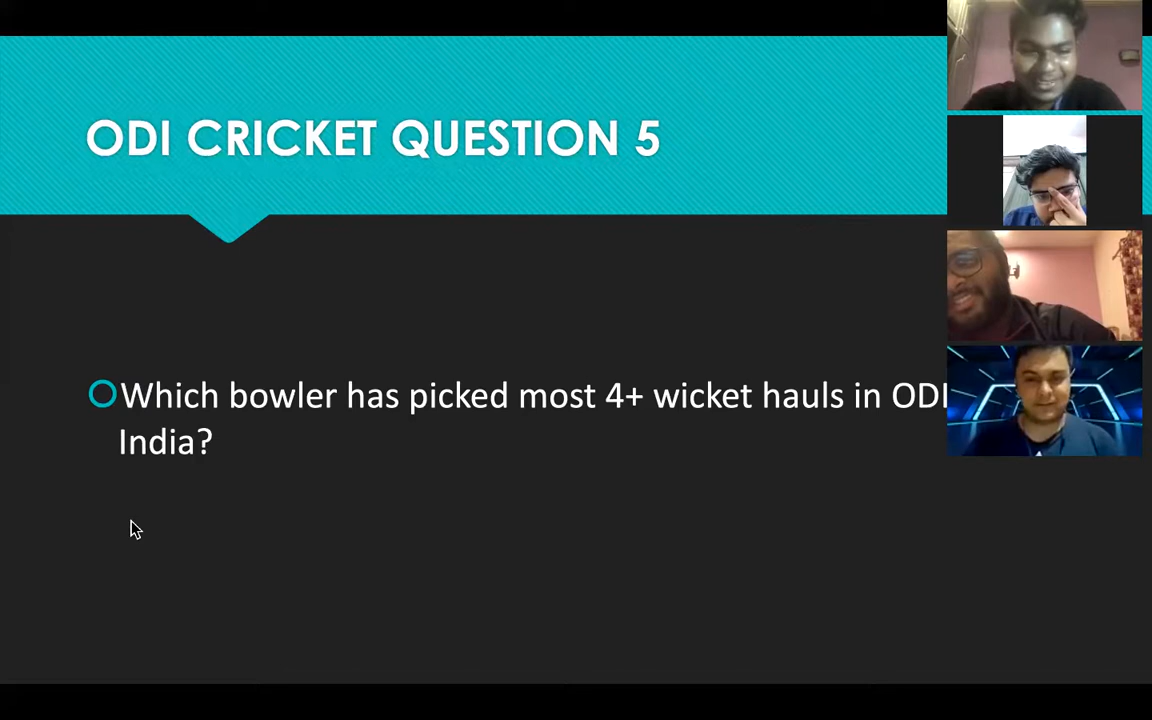 ODI CRICKET QUESTION 5
Which bowler has picked most 4+ wicket hauls in ODI
India?